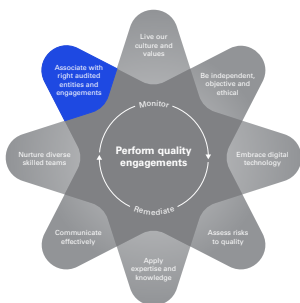 Live our
culture and
values
Associate with
right audited
entities and
engagements
Be independent,
objective and
ethical
Monitor
Nurture diverse
skilled teams
Perform quality
engagements
Embrace digital
technology
Remediate
Communicate
effectively
Assess risks
to quality
Apply
expertise and
knowledge